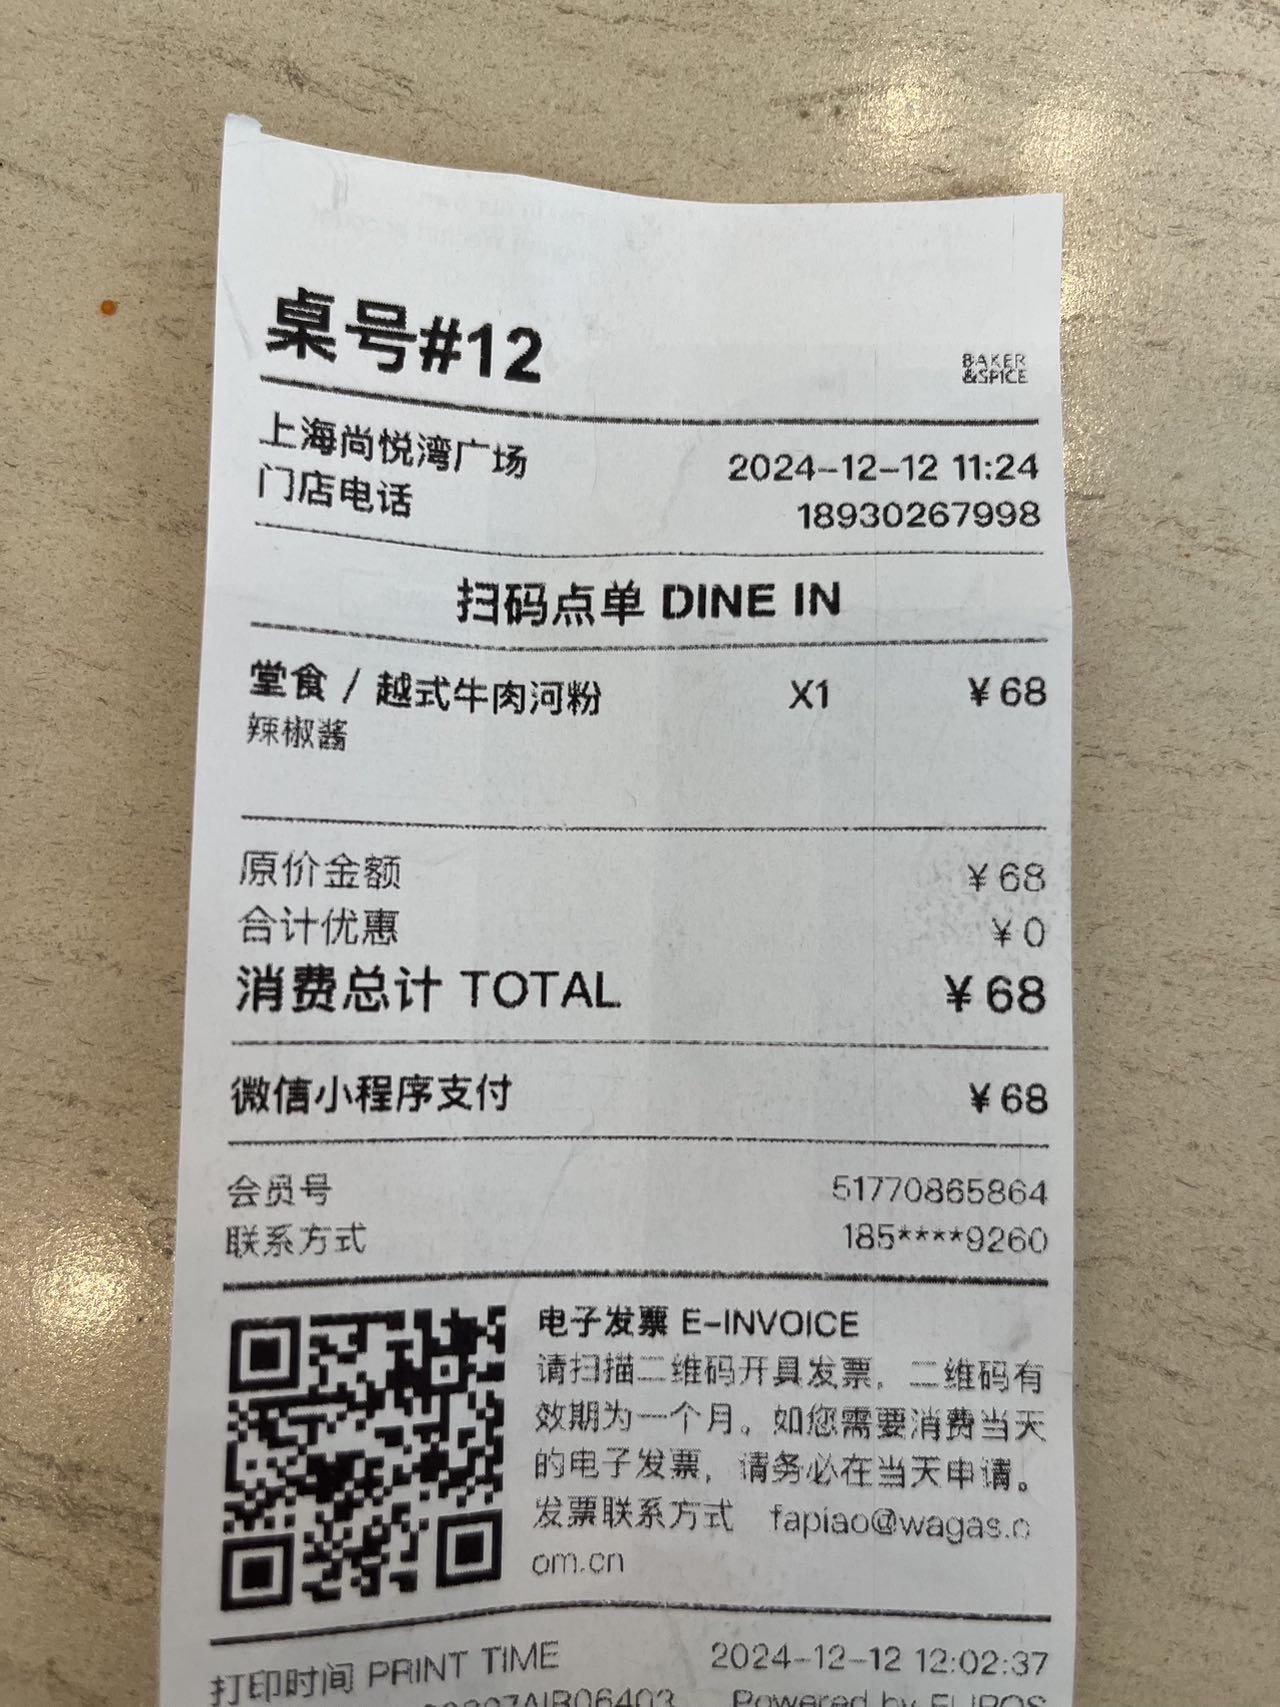 桌号#12
BAKER
&SPICE
上海尚悦湾广场 2024-12-12 11:24
门店电话 18930267998
扫码点单 DINE IN
堂食 / 越式牛肉河粉 X1 ¥68
辣椒酱
原价金额 ¥68
合计优惠 ¥0
消费总计 TOTAL ¥68
微信小程序支付 ¥68
会员号 51770865864
联系方式 185****9260
电子发票 E-INVOICE
请扫描二维码开具发票，二维码有
效期为一个月。如您需要消费当天
的电子发票，请务必在当天申请。
发票联系方式 fapiao@wagas.c
om.cn
打印时间 PRINT TIME 2024-12-12 12:02:37
Powered by